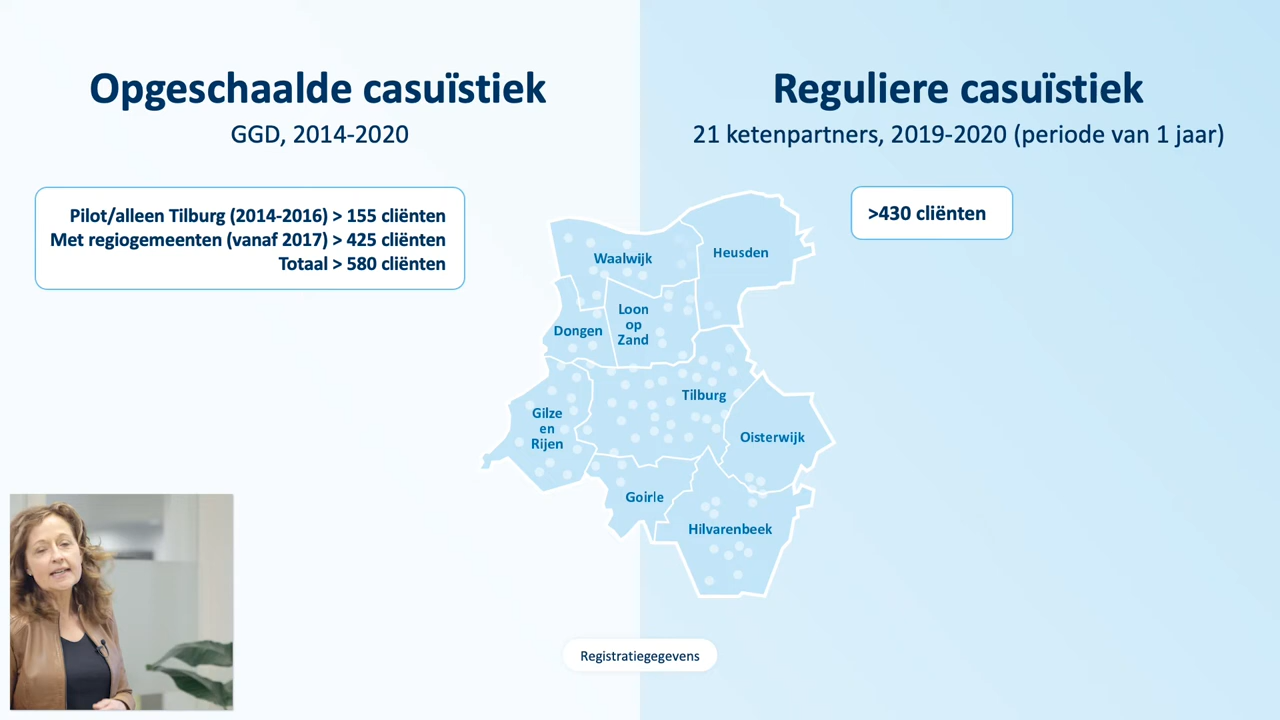 Opgeschaalde casuïstiek
GGD, 2014-2020
Pilot/alleen Tilburg (2014-2016) > 155 cliënten
Met regiogemeenten (vanaf 2017) > 425 cliënten
Totaal > 580 cliënten
Reguliere casuïstiek
21 ketenpartners, 2019-2020 (periode van 1 jaar)
>430 cliënten
Waalwijk
Heusden
Loon
op
Zand
Dongen
Tilburg
Gilze
en
Rijen
Oisterwijk
Goirle
Hilvarenbeek
Registratiegegevens